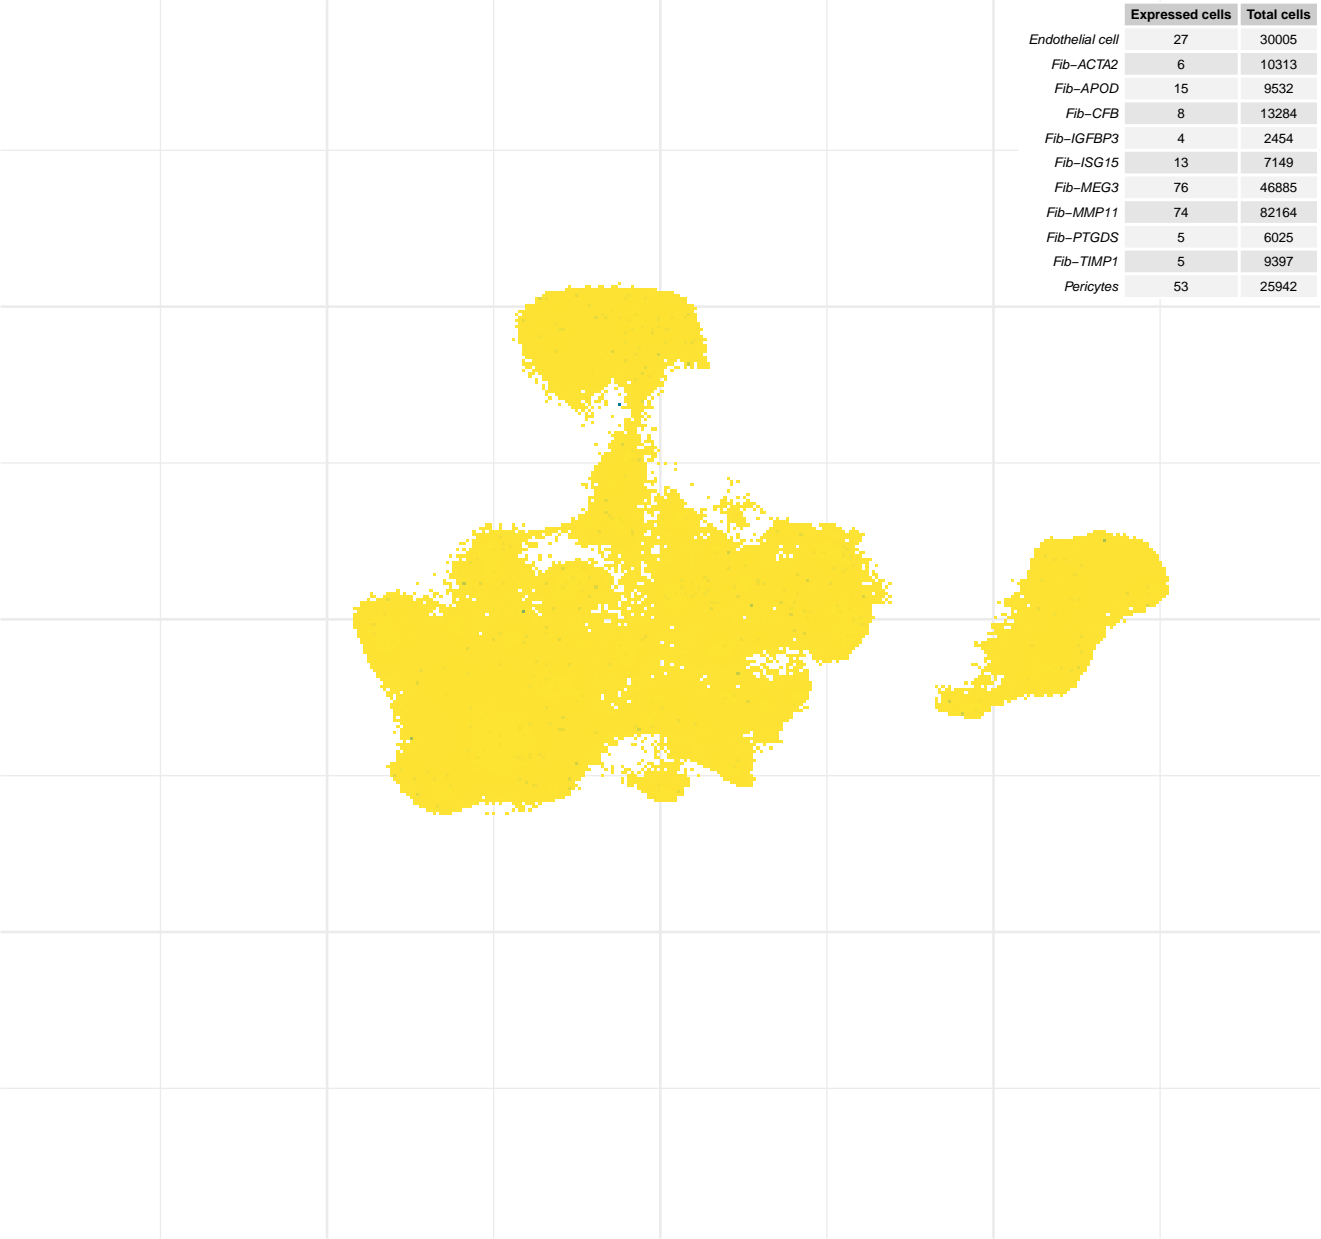 Expressed cells Total cells
Endothelial cell 27 30005
Fib−ACTA2 6 10313
Fib−APOD 15 9532
Fib−CFB 8 13284
Fib−IGFBP3 4 2454
Fib−ISG15 13 7149
Fib−MEG3 76 46885
Fib−MMP11 74 82164
Fib−PTGDS 5 6025
Fib−TIMP1 5 9397
Pericytes 53 25942